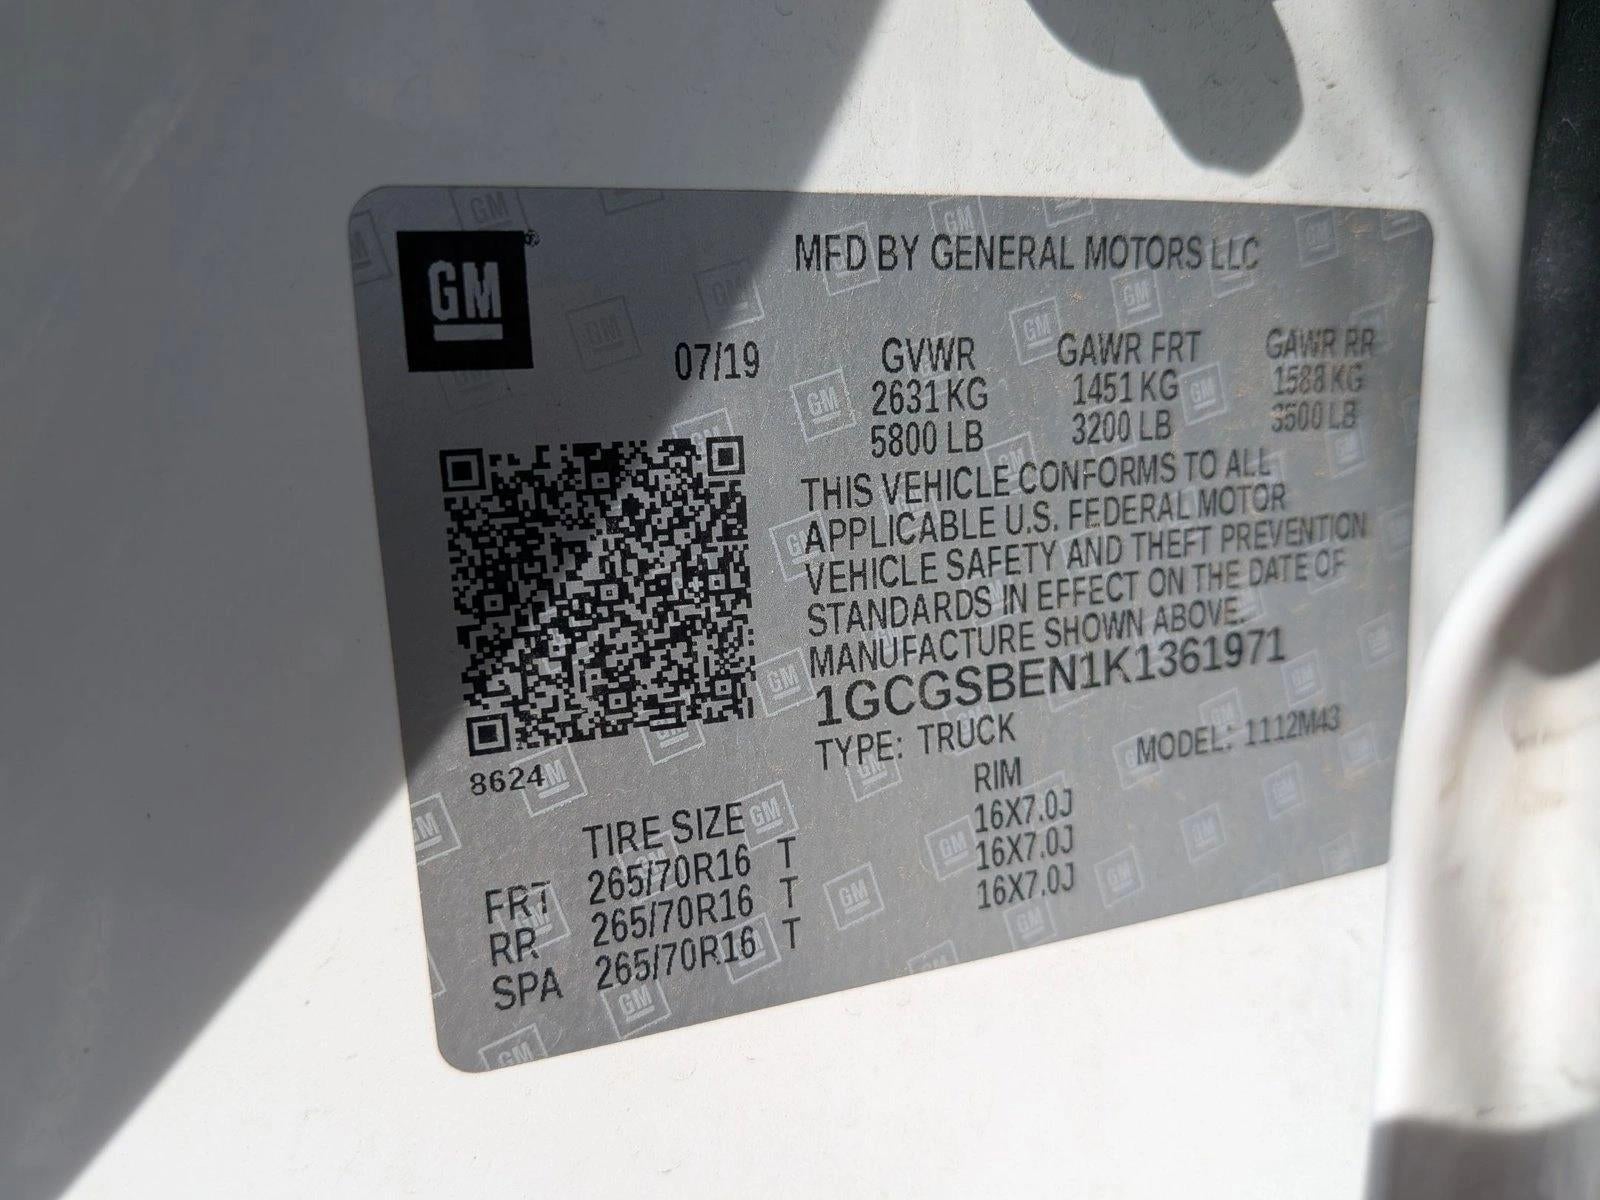 GM
MFD BY GENERAL MOTORS LLC
07/19
GVWR GAWR FRT GAWR RR
2631 KG 1451 KG 1588 KG
5800 LB 3200 LB 3500 LB
THIS VEHICLE CONFORMS TO ALL
APPLICABLE U.S. FEDERAL MOTOR
VEHICLE SAFETY AND THEFT PREVENTION
STANDARDS IN EFFECT ON THE DATE OF
MANUFACTURE SHOWN ABOVE.
1GCGSBEN1K1361971
TYPE: TRUCK MODEL: 1112M43
8624
TIRE SIZE RIM
FRT 265/70R16 T 16X7.0J
RR 265/70R16 T 16X7.0J
SPA 265/70R16 T 16X7.0J